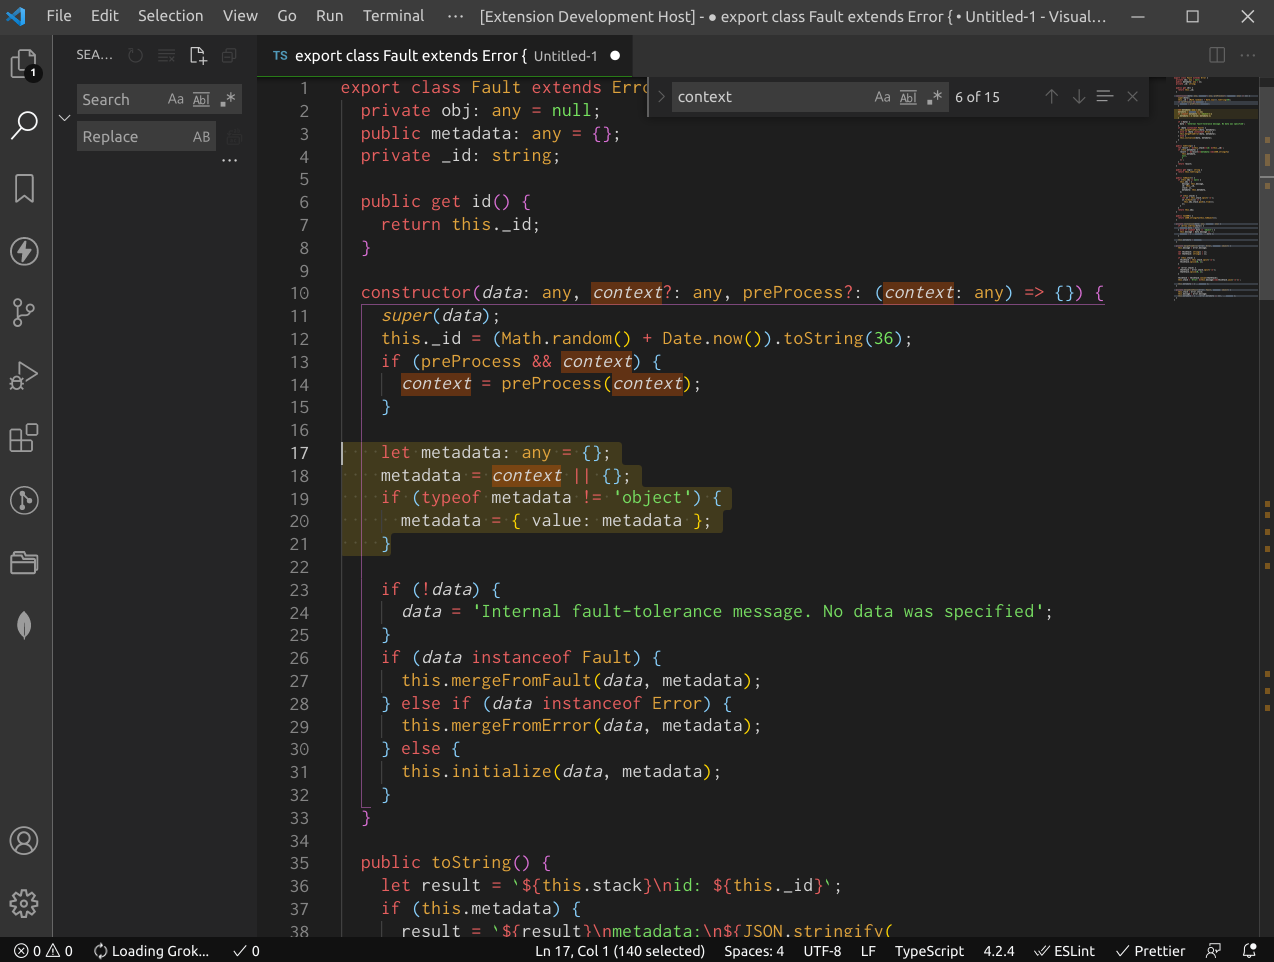 File Edit Selection View Go Run Terminal ··· [Extension Development Host] - ● export class Fault extends Error { • Untitled-1 - Visual...
1
SEA...
Search Aa Abl .*
Replace AB
...
TS export class Fault extends Error { Untitled-1 ●
context Aa Abl .* 6 of 15
1 export class Fault extends Erro
2 private obj: any = null;
3 public metadata: any = {};
4 private _id: string;
5
6 public get id() {
7 return this._id;
8 }
9
10 constructor(data: any, context?: any, preProcess?: (context: any) => {}) {
11 super(data);
12 this._id = (Math.random() + Date.now()).toString(36);
13 if (preProcess && context) {
14 context = preProcess(context);
15 }
16
17 let metadata: any = {};
18 metadata = context || {};
19 if (typeof metadata != 'object') {
20 metadata = { value: metadata };
21 }
22
23 if (!data) {
24 data = 'Internal fault-tolerance message. No data was specified';
25 }
26 if (data instanceof Fault) {
27 this.mergeFromFault(data, metadata);
28 } else if (data instanceof Error) {
29 this.mergeFromError(data, metadata);
30 } else {
31 this.initialize(data, metadata);
32 }
33 }
34
35 public toString() {
36 let result = `${this.stack}\nid: ${this._id}`;
37 if (this.metadata) {
38 result = `${result}\nmetadata:\n${JSON.stringify(
0 0 Loading Grok... 0 Ln 17, Col 1 (140 selected) Spaces: 4 UTF-8 LF TypeScript 4.2.4 ESLint Prettier